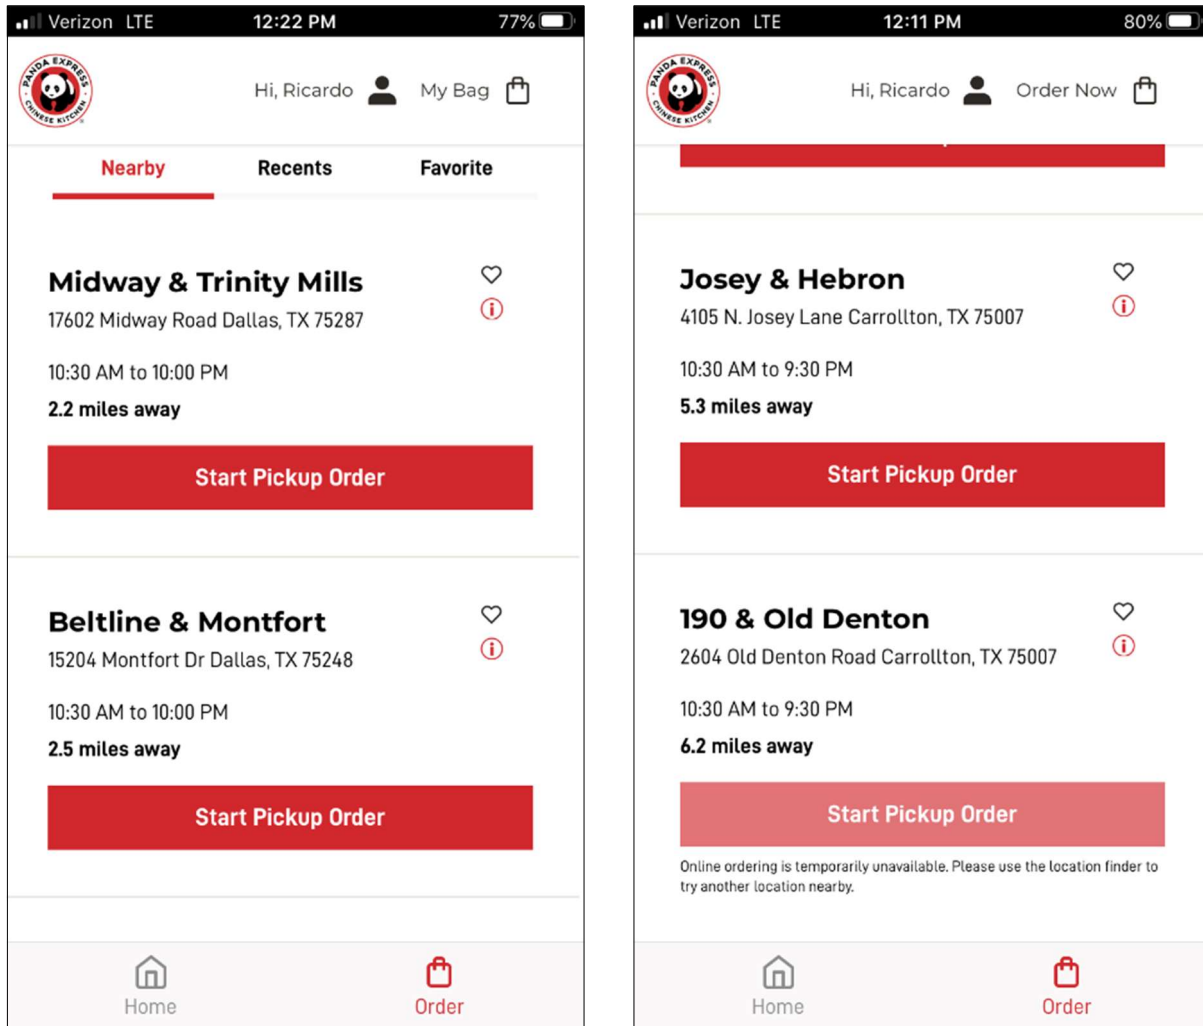 Verizon LTE 12:22 PM 77%
PANDA EXPRESS
CHINESE KITCHEN
Hi, Ricardo My Bag
Nearby Recents Favorite
Midway & Trinity Mills
17602 Midway Road Dallas, TX 75287
10:30 AM to 10:00 PM
2.2 miles away
Start Pickup Order
Beltline & Montfort
15204 Montfort Dr Dallas, TX 75248
10:30 AM to 10:00 PM
2.5 miles away
Start Pickup Order
Home Order
Verizon LTE 12:11 PM 80%
PANDA EXPRESS
CHINESE KITCHEN
Hi, Ricardo Order Now
Josey & Hebron
4105 N. Josey Lane Carrollton, TX 75007
10:30 AM to 9:30 PM
5.3 miles away
Start Pickup Order
190 & Old Denton
2604 Old Denton Road Carrollton, TX 75007
10:30 AM to 9:30 PM
6.2 miles away
Start Pickup Order
Online ordering is temporarily unavailable. Please use the location finder to
try another location nearby.
Home Order